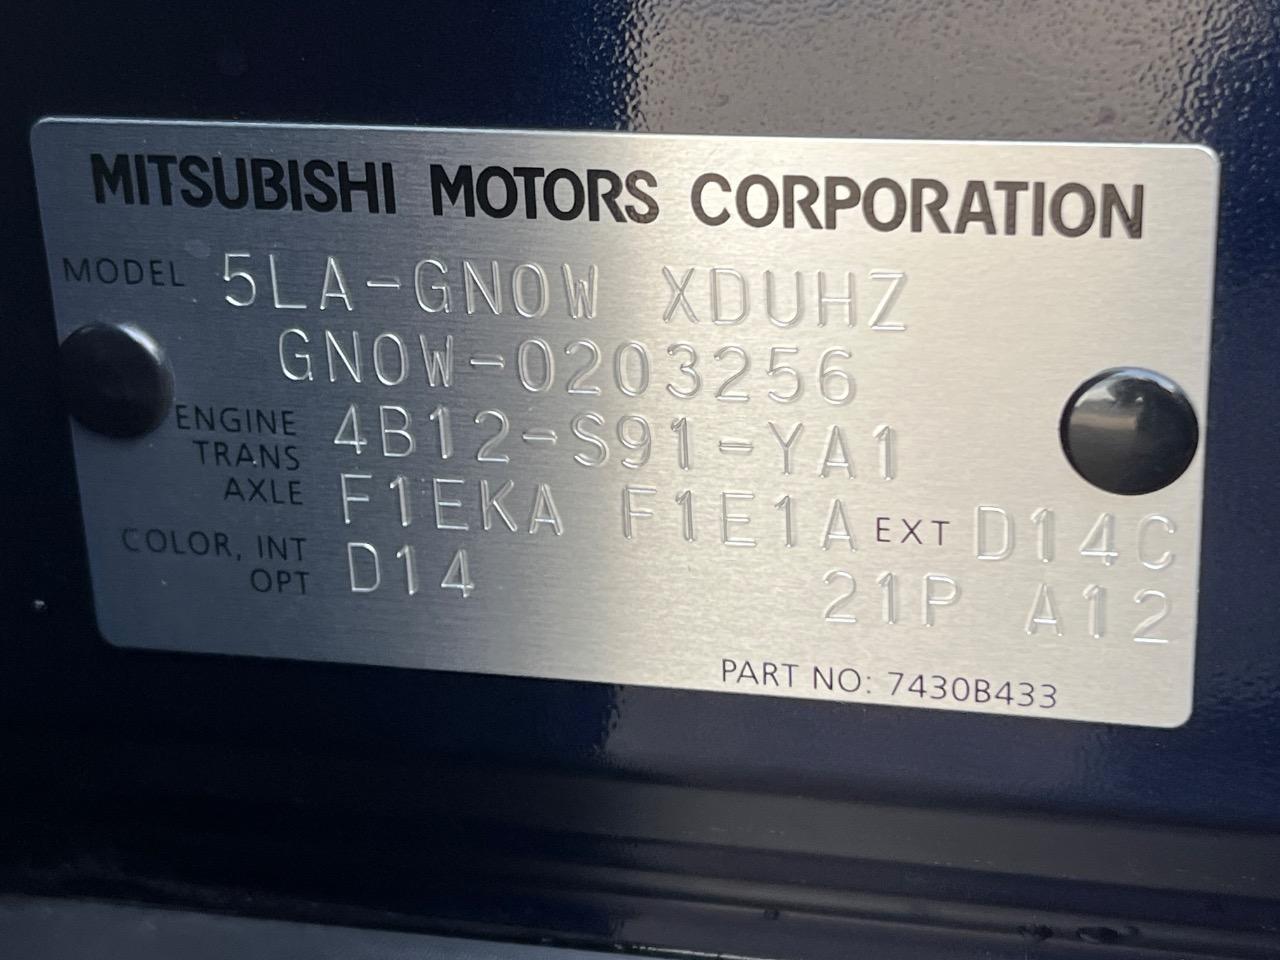 MITSUBISHI MOTORS CORPORATION
MODEL 5LA-GN0W XDUHZ
GN0W-0203256
ENGINE 4B12-S91-YA1
TRANS
AXLE F1EKA F1E1A EXT D14C
COLOR, INT D14
OPT 21P A12
PART NO: 7430B433